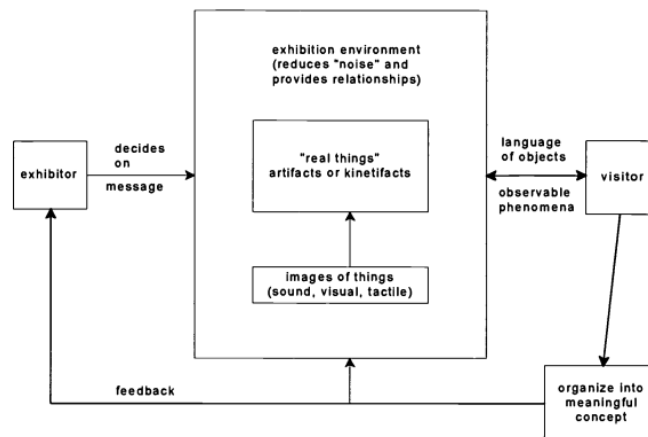 exhibition environment
(reduces "noise" and
provides relationships)
exhibitor
decides
on
message
"real things"
artifacts or kinetifacts
images of things
(sound, visual, tactile)
language
of objects
observable
phenomena
visitor
feedback
organize into
meaningful
concept